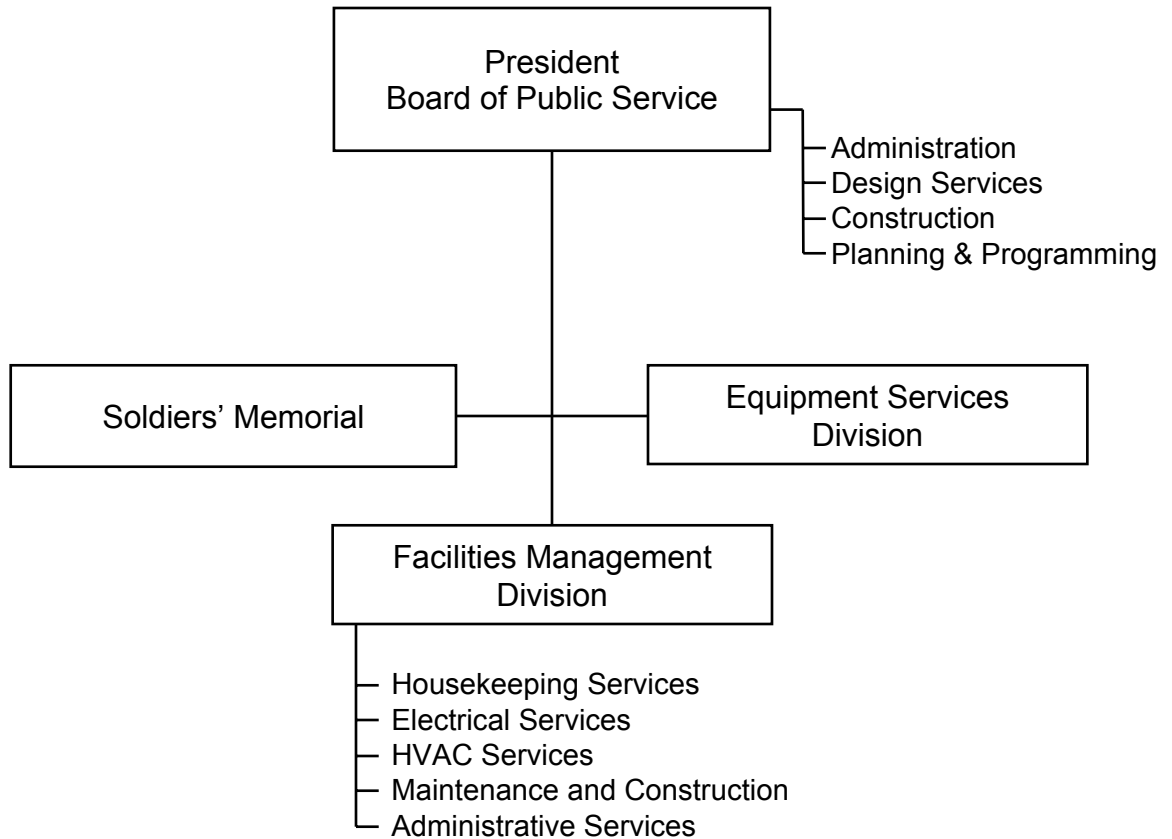 President
Board of Public Service
Administration
Design Services
Construction
Planning & Programming
Soldiers’ Memorial
Equipment Services
Division
Facilities Management
Division
Housekeeping Services
Electrical Services
HVAC Services
Maintenance and Construction
Administrative Services